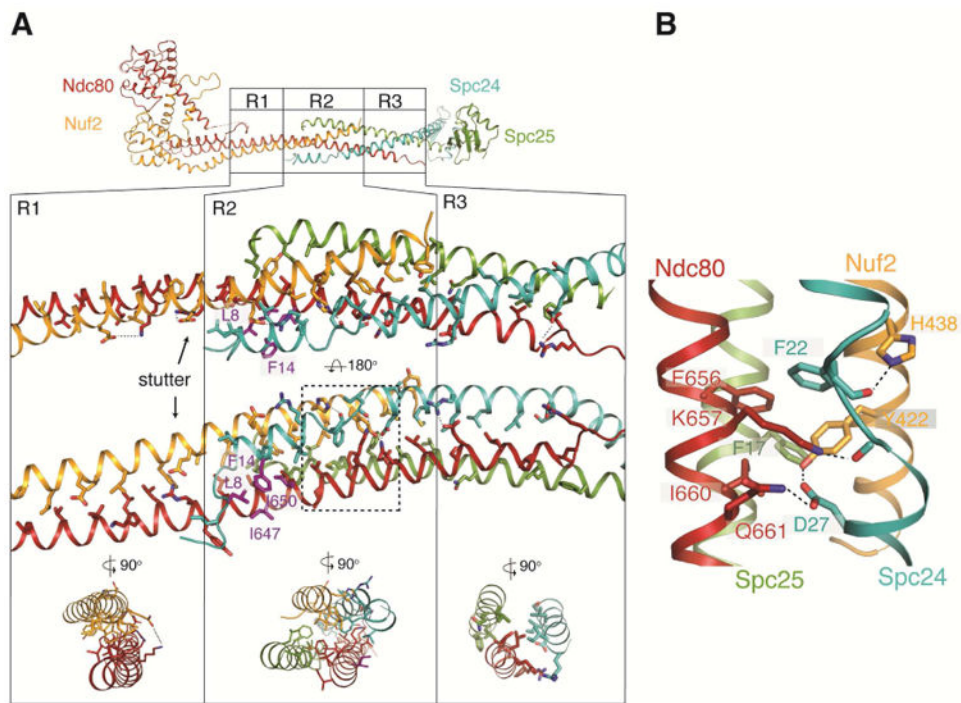 A
B
Ndc80
Nuf2
R1
R2
R3
Spc24
Spc25
R1
R2
R3
L8
F14
stutter
180°
F14
L8
I650
I647
90°
90°
90°
Ndc80
Nuf2
H438
F22
F656
K657
Y422
F17
I660
Q661
D27
Spc25
Spc24